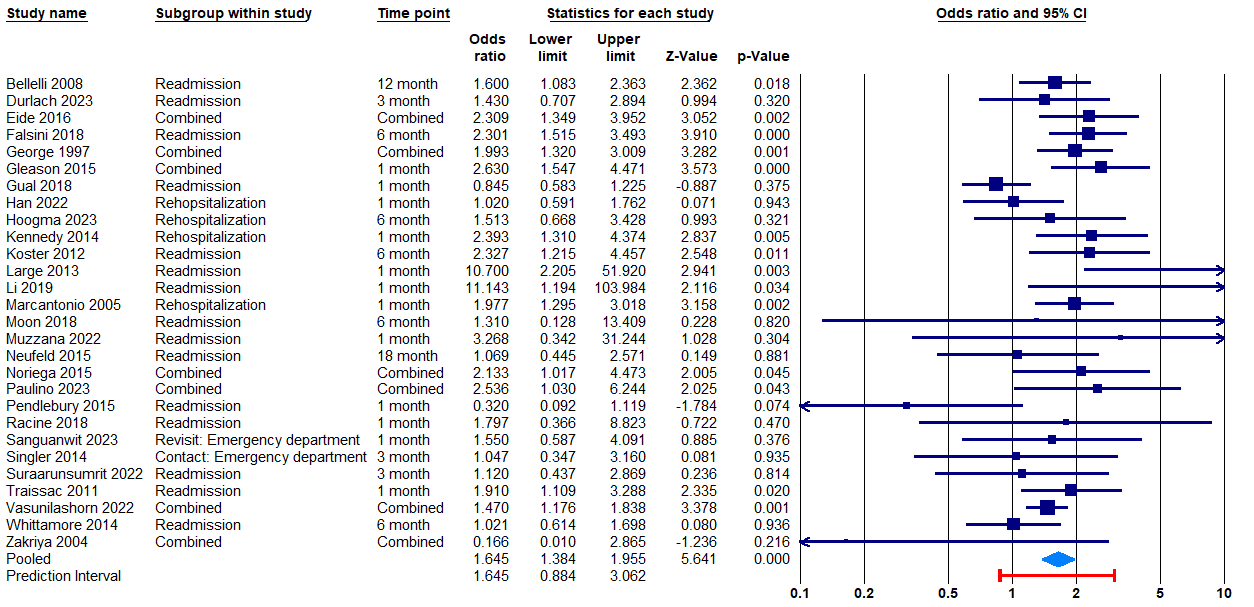 Study name Subgroup within study Time point Statistics for each study Odds ratio and 95% CI
Odds Lower Upper
ratio limit limit Z-Value p-Value
Bellelli 2008 Readmission 12 month 1.600 1.083 2.363 2.362 0.018
Durlach 2023 Readmission 3 month 1.430 0.707 2.894 0.994 0.320
Eide 2016 Combined Combined 2.309 1.349 3.952 3.052 0.002
Falsini 2018 Readmission 6 month 2.301 1.515 3.493 3.910 0.000
George 1997 Combined Combined 1.993 1.320 3.009 3.282 0.001
Gleason 2015 Combined 1 month 2.630 1.547 4.471 3.573 0.000
Gual 2018 Readmission 1 month 0.845 0.583 1.225 -0.887 0.375
Han 2022 Rehopsitalization 1 month 1.020 0.591 1.762 0.071 0.943
Hoogma 2023 Rehospitalization 6 month 1.513 0.668 3.428 0.993 0.321
Kennedy 2014 Rehospitalization 1 month 2.393 1.310 4.374 2.837 0.005
Koster 2012 Readmission 6 month 2.327 1.215 4.457 2.548 0.011
Large 2013 Readmission 1 month 10.700 2.205 51.920 2.941 0.003
Li 2019 Readmission 1 month 11.143 1.194 103.984 2.116 0.034
Marcantonio 2005 Rehospitalization 1 month 1.977 1.295 3.018 3.158 0.002
Moon 2018 Readmission 6 month 1.310 0.128 13.409 0.228 0.820
Muzzana 2022 Readmission 1 month 3.268 0.342 31.244 1.028 0.304
Neufeld 2015 Readmission 18 month 1.069 0.445 2.571 0.149 0.881
Noriega 2015 Combined Combined 2.133 1.017 4.473 2.005 0.045
Paulino 2023 Combined Combined 2.536 1.030 6.244 2.025 0.043
Pendlebury 2015 Readmission 1 month 0.320 0.092 1.119 -1.784 0.074
Racine 2018 Readmission 1 month 1.797 0.366 8.823 0.722 0.470
Sanguanwit 2023 Revisit: Emergency department 1 month 1.550 0.587 4.091 0.885 0.376
Singler 2014 Contact: Emergency department 3 month 1.047 0.347 3.160 0.081 0.935
Suraarunsumrit 2022 Readmission 3 month 1.120 0.437 2.869 0.236 0.814
Traissac 2011 Readmission 1 month 1.910 1.109 3.288 2.335 0.020
Vasunilashorn 2022 Combined Combined 1.470 1.176 1.838 3.378 0.001
Whittamore 2014 Readmission 6 month 1.021 0.614 1.698 0.080 0.936
Zakriya 2004 Combined Combined 0.166 0.010 2.865 -1.236 0.216
Pooled 1.645 1.384 1.955 5.641 0.000
Prediction Interval 1.645 0.884 3.062
0.1 0.2 0.5 1 2 5 10